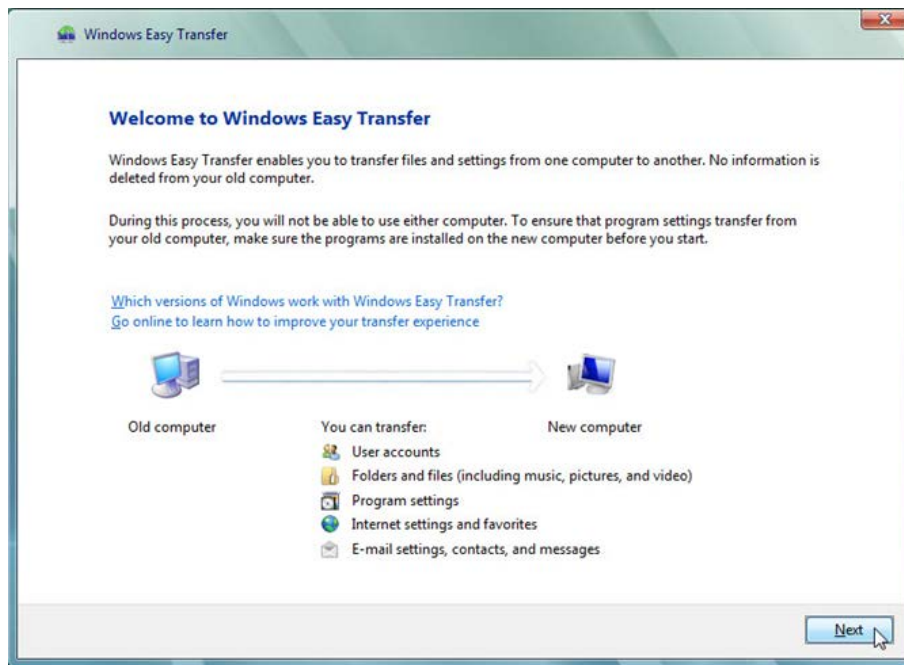 Windows Easy Transfer
Welcome to Windows Easy Transfer
Windows Easy Transfer enables you to transfer files and settings from one computer to another. No information is
deleted from your old computer.
During this process, you will not be able to use either computer. To ensure that program settings transfer from
your old computer, make sure the programs are installed on the new computer before you start.
Which versions of Windows work with Windows Easy Transfer?
Go online to learn how to improve your transfer experience
Old computer
You can transfer:
New computer
User accounts
Folders and files (including music, pictures, and video)
Program settings
Internet settings and favorites
E-mail settings, contacts, and messages
Next